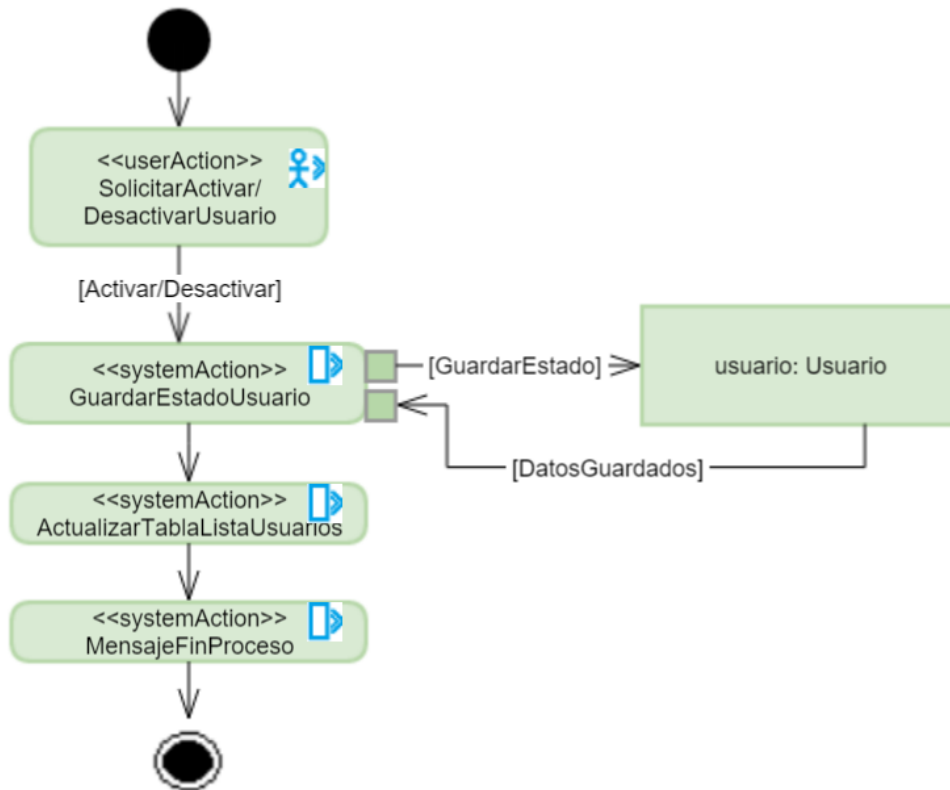 <<userAction>>
SolicitarActivar/
DesactivarUsuario
[Activar/Desactivar]
<<systemAction>>
GuardarEstadoUsuario
[GuardarEstado]
usuario: Usuario
[DatosGuardados]
<<systemAction>>
ActualizarTablaListaUsuarios
<<systemAction>>
MensajeFinProceso